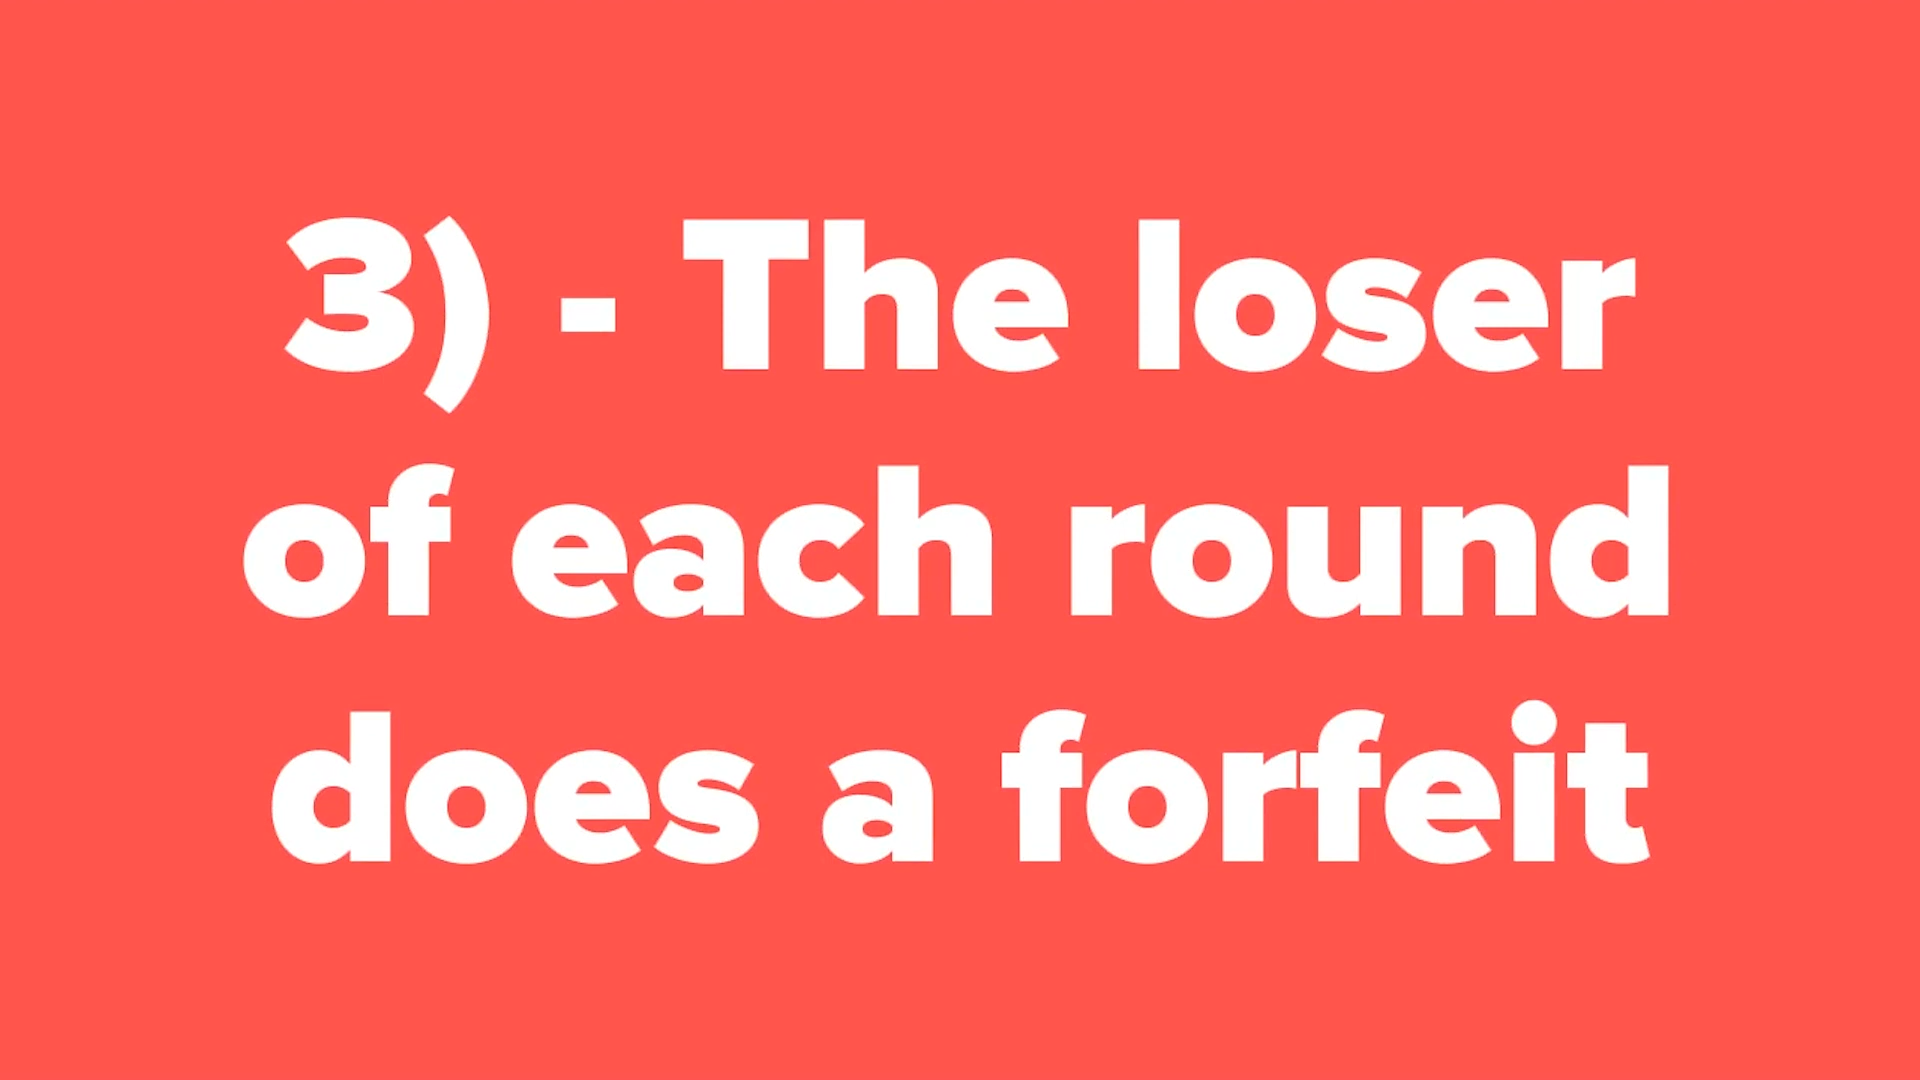 3) - The loser
of each round
does a forfeit